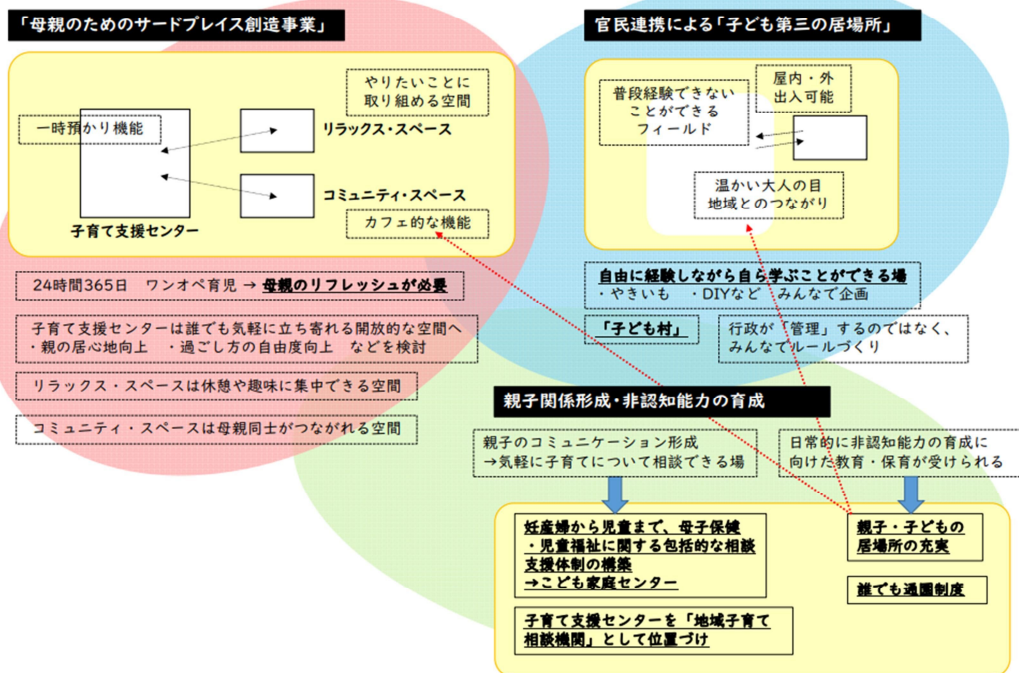 「母親のためのサードプレイス創造事業」
やりたいことに
取り組める空間
一時預かり機能
リラックス・スペース
コミュニティ・スペース
カフェ的な機能
子育て支援センター
24時間365日　ワンオペ育児 → 母親のリフレッシュが必要
子育て支援センターは誰でも気軽に立ち寄れる開放的な空間へ
・親の居心地向上　・過ごし方の自由度向上　などを検討
リラックス・スペースは休憩や趣味に集中できる空間
コミュニティ・スペースは母親同士がつながれる空間
官民連携による「子ども第三の居場所」
屋内・外
出入可能
普段経験できない
ことができる
フィールド
温かい大人の目
地域とのつながり
自由に経験しながら自ら学ぶことができる場
・やきいも　・DIYなど　みんなで企画
「子ども村」
行政が「管理」するのではなく、
みんなでルールづくり
親子関係形成・非認知能力の育成
親子のコミュニケーション形成
→気軽に子育てについて相談できる場
日常的に非認知能力の育成に
向けた教育・保育が受けられる
妊産婦から児童まで、母子保健
・児童福祉に関する包括的な相談
支援体制の構築
→こども家庭センター
子育て支援センターを「地域子育て
相談機関」として位置づけ
親子・子どもの
居場所の充実
誰でも通園制度